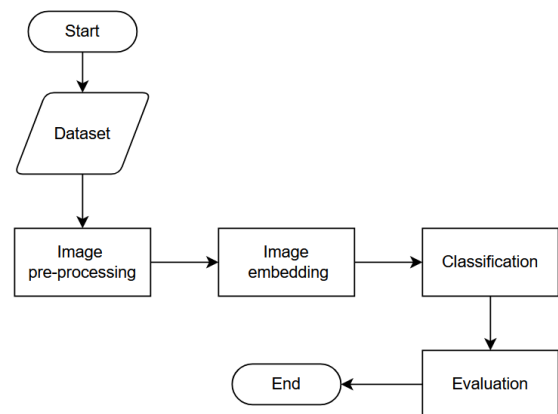 Start
Dataset
Image
pre-processing
Image
embedding
Classification
Evaluation
End